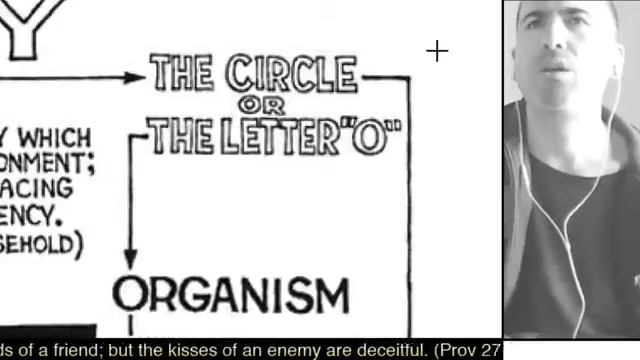 Y
THE CIRCLE
OR
THE LETTER "O"
Y WHICH
ONMENT;
ACING
ENCY.
SEHOLD)
ORGANISM
ds of a friend; but the kisses of an enemy are deceitful. (Prov 27